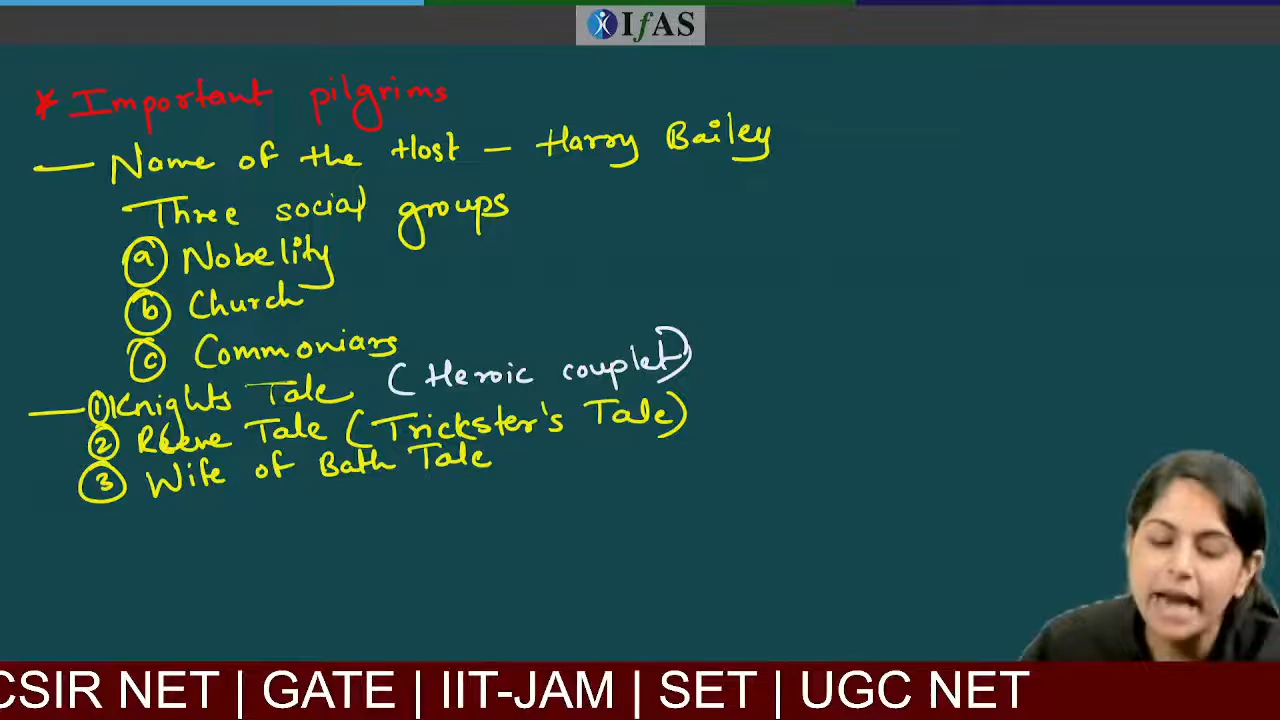 IfAS
* Important pilgrims
— Name of the Host — Harry Bailey
Three social groups
a Nobelity
b Church
c Commonians
— 1 Knights Tale (Heroic couplet)
2 Reeve Tale (Trickster's Tale)
3 Wife of Bath Tale
CSIR NET | GATE | IIT-JAM | SET | UGC NET